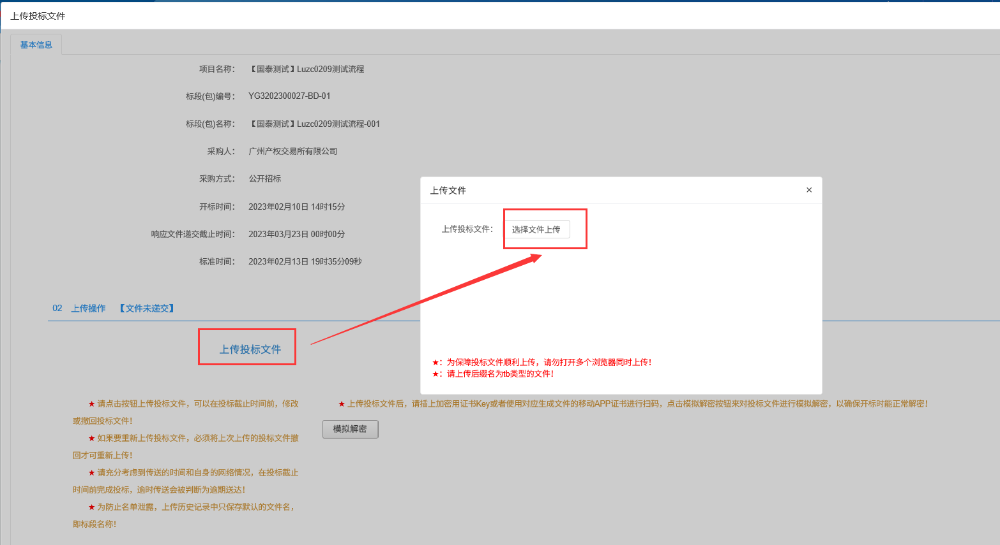 上传投标文件
基本信息
项目名称： 【国泰测试】Luzc0209测试流程
标段(包)编号： YG3202300027-BD-01
标段(包)名称： 【国泰测试】Luzc0209测试流程-001
采购人： 广州产权交易所有限公司
采购方式： 公开招标
开标时间： 2023年02月10日 14时15分
响应文件递交截止时间： 2023年03月23日 00时00分
标准时间： 2023年02月13日 19时35分09秒
02 上传操作 【文件未递交】
上传投标文件
★ 请点击按钮上传投标文件，可以在投标截止时间前，修改
或撤回投标文件！
★ 如果要重新上传投标文件，必须将上次上传的投标文件撤
回才可重新上传！
★ 请充分考虑到传送的时间和自身的网络情况，在投标截止
时间前完成投标，逾时传送会被判断为逾期送达！
★ 为防止名单泄露，上传历史记录中只保存默认的文件名，
即标段名称！
★ 上传投标文件后，请插上加密用证书Key或者使用对应生成文件的移动APP证书进行扫码，点击模拟解密按钮来对投标文件进行模拟解密，以确保开标时能正常解密！
模拟解密
上传文件 ×
上传投标文件： 选择文件上传
★：为保障投标文件顺利上传，请勿打开多个浏览器同时上传！
★：请上传后缀名为tb类型的文件！